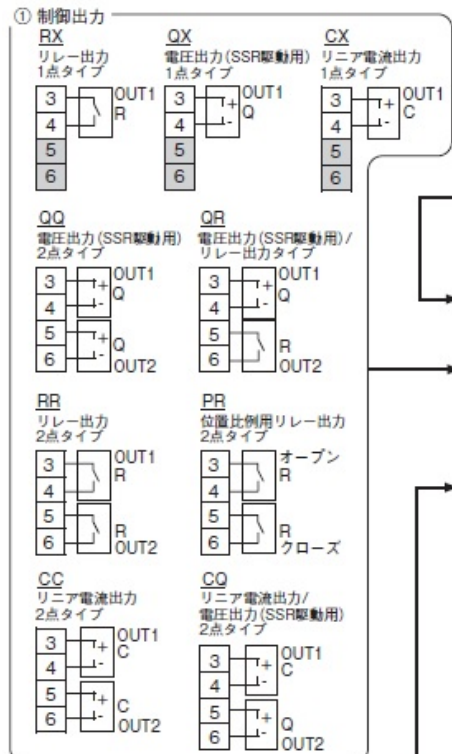 ① 制御出力
RX
リレー出力
1点タイプ
3
4
5
6
OUT1
R
QX
電圧出力(SSR駆動用)
1点タイプ
3
4
5
6
+
-
OUT1
Q
CX
リニア電流出力
1点タイプ
3
4
5
6
+
-
OUT1
C
QQ
電圧出力(SSR駆動用)
2点タイプ
3
4
5
6
+
-
OUT1
Q
+
-
Q
OUT2
QR
電圧出力(SSR駆動用)/
リレー出力タイプ
3
4
5
6
+
-
OUT1
Q
R
OUT2
RR
リレー出力
2点タイプ
3
4
5
6
OUT1
R
R
OUT2
PR
位置比例用リレー出力
2点タイプ
3
4
5
6
オープン
R
R
クローズ
CC
リニア電流出力
2点タイプ
3
4
5
6
+
-
OUT1
C
+
-
C
OUT2
CQ
リニア電流出力/
電圧出力(SSR駆動用)
2点タイプ
3
4
5
6
+
-
OUT1
C
+
-
Q
OUT2